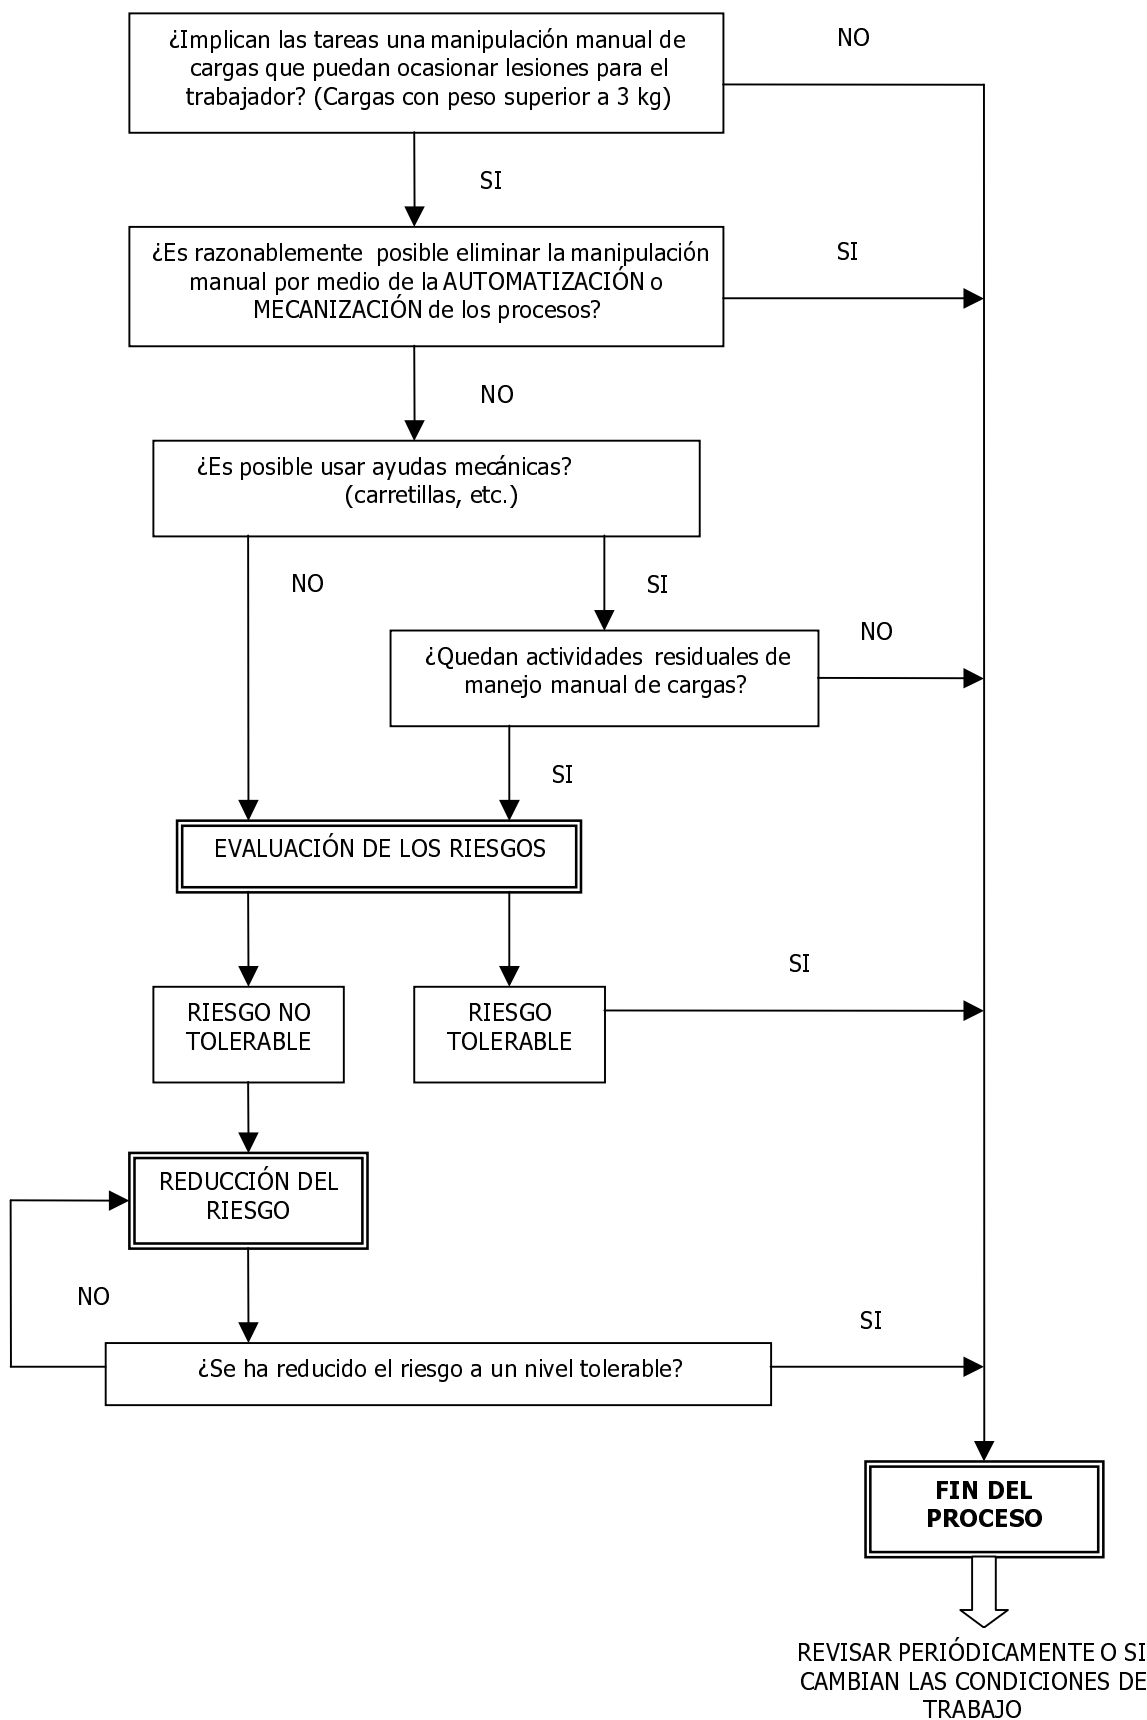 ¿Implican las tareas una manipulación manual de
cargas que puedan ocasionar lesiones para el
trabajador? (Cargas con peso superior a 3 kg)
NO
SI
¿Es razonablemente posible eliminar la manipulación
manual por medio de la AUTOMATIZACIÓN o
MECANIZACIÓN de los procesos?
SI
NO
¿Es posible usar ayudas mecánicas?
(carretillas, etc.)
NO
SI
¿Quedan actividades residuales de
manejo manual de cargas?
NO
SI
EVALUACIÓN DE LOS RIESGOS
RIESGO NO
TOLERABLE
RIESGO
TOLERABLE
SI
REDUCCIÓN DEL
RIESGO
NO
¿Se ha reducido el riesgo a un nivel tolerable?
SI
FIN DEL
PROCESO
REVISAR PERIÓDICAMENTE O SI
CAMBIAN LAS CONDICIONES DE
TRABAJO